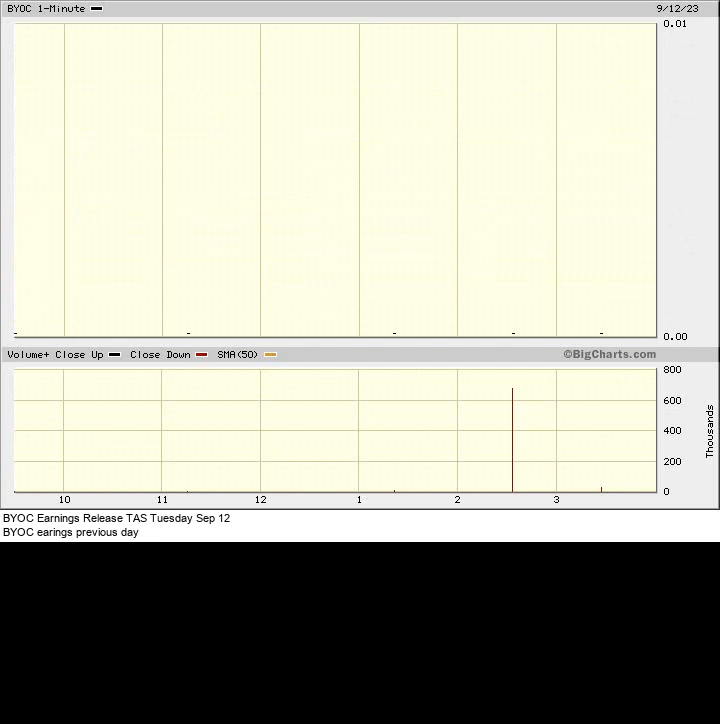 BYOC 1-Minute 9/12/23
0.01
0.00
Volume+ Close Up Close Down SMA(50) ©BigCharts.com
800
600
400
200
0
Thousands
10 11 12 1 2 3
BYOC Earnings Release TAS Tuesday Sep 12
BYOC earings previous day